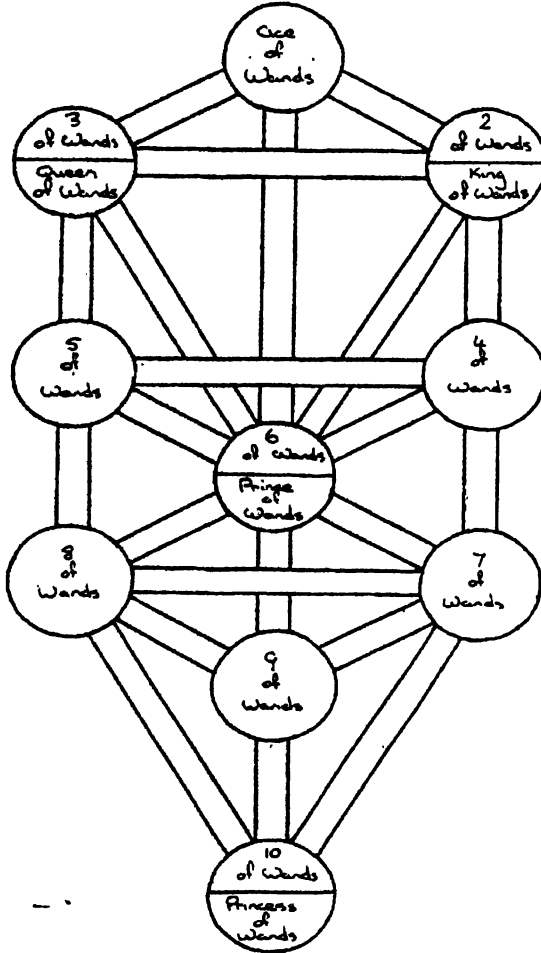 Ace
of
Wands
3
of Wands
Queen
of Wands
2
of Wands
King
of Wands
5
of
Wands
4
of
Wands
6
of Wands
Prince
of
Wands
8
of
Wands
7
of
Wands
9
of
Wands
10
of Wands
Princess
of
Wands